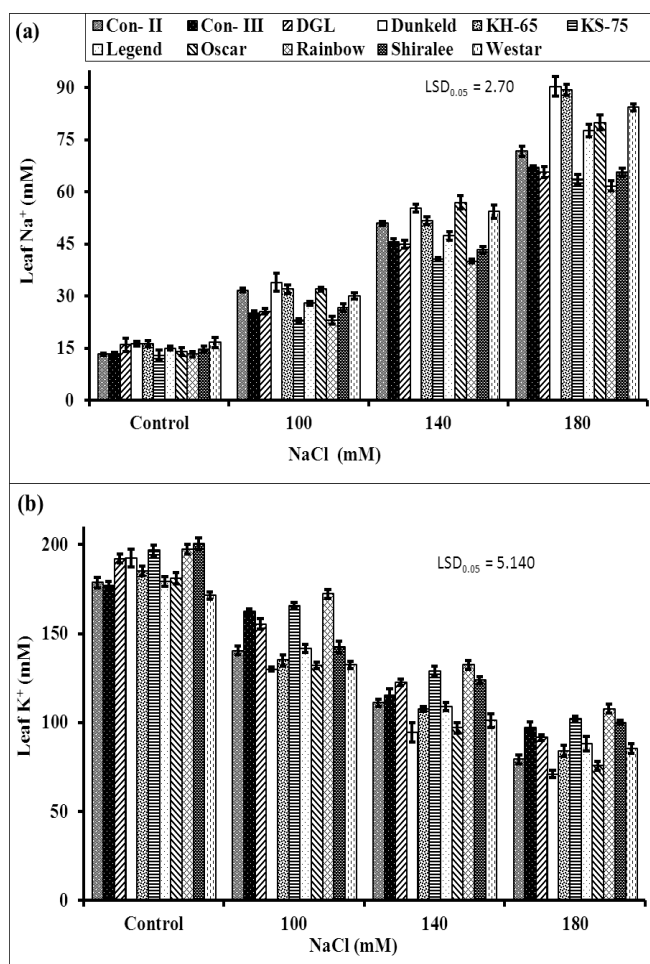 (a)
Con- II Con- III DGL Dunkeld KH-65 KS-75
Legend Oscar Rainbow Shiralee Westar
LSD0.05 = 2.70
90
75
60
45
30
15
0
Leaf Na+ (mM)
Control 100 140 180
NaCl (mM)
(b)
LSD0.05 = 5.140
200
150
100
50
0
Leaf K+ (mM)
Control 100 140 180
NaCl (mM)